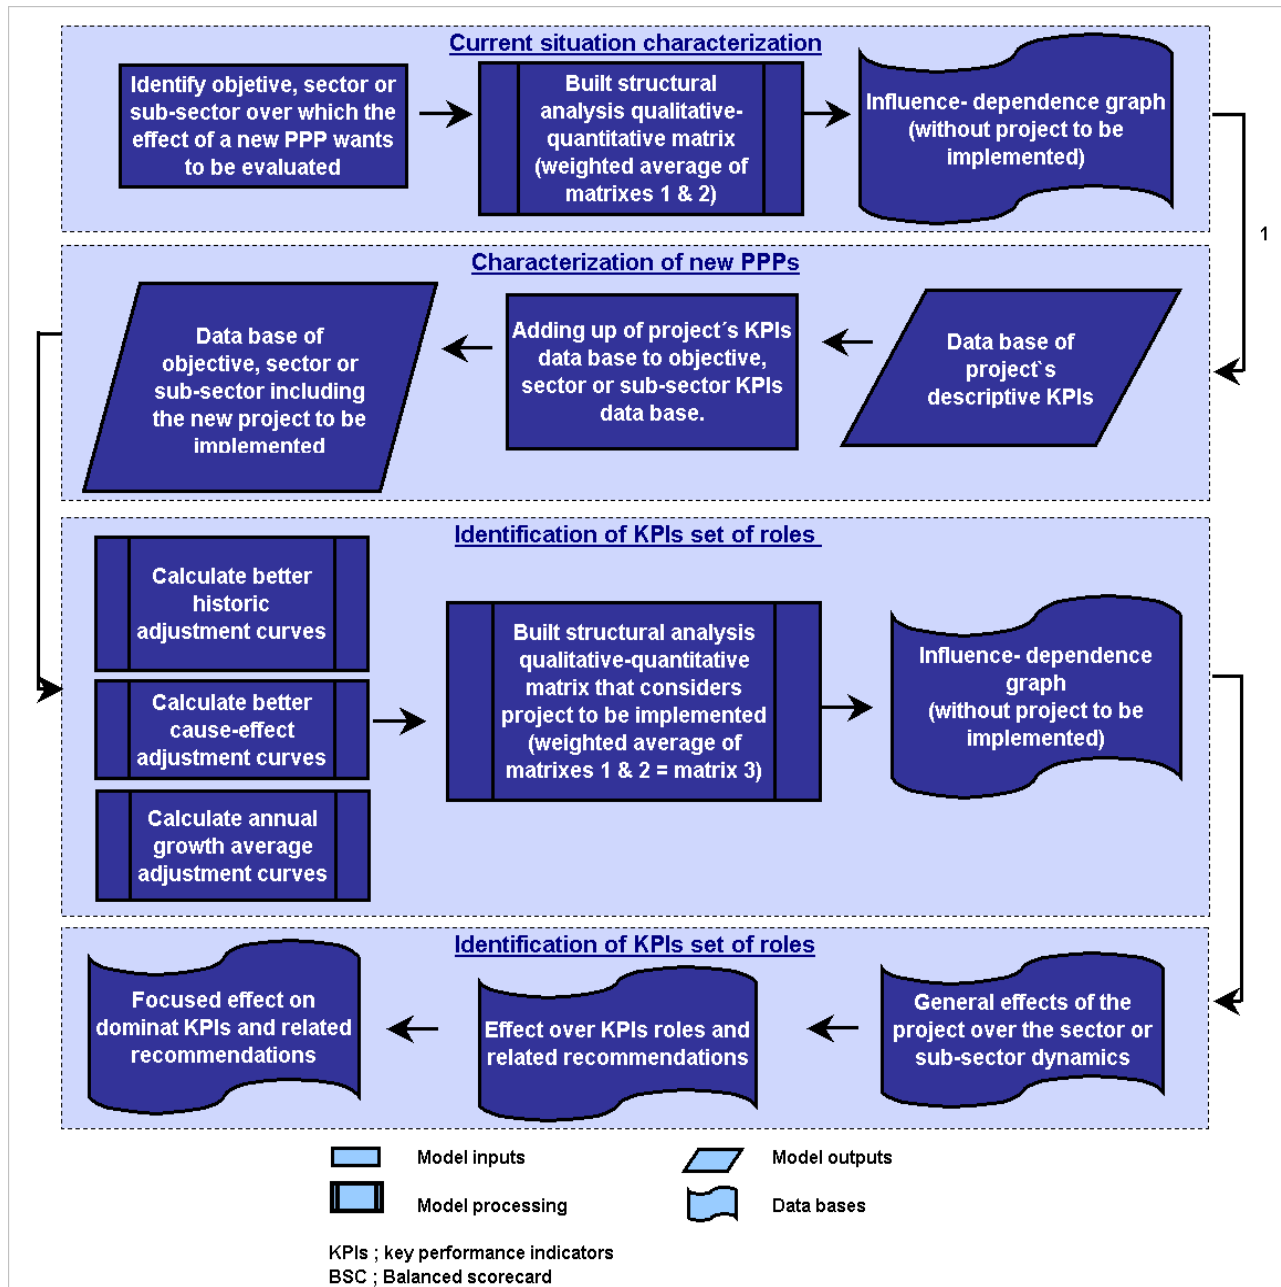 Current situation characterization
Identify objetive, sector or
sub-sector over which the
effect of a new PPP wants
to be evaluated
Built structural
analysis qualitative-
quantitative matrix
(weighted average of
matrixes 1 & 2)
Influence- dependence graph
(without project to be
implemented)
1
Characterization of new PPPs
Data base of
objective, sector or
sub-sector including
the new project to be
implemented
Adding up of project´s KPIs
data base to objective,
sector or sub-sector KPIs
data base.
Data base of
project`s
descriptive KPIs
Identification of KPIs set of roles
Calculate better
historic
adjustment curves
Calculate better
cause-effect
adjustment curves
Calculate annual
growth average
adjustment curves
Built structural analysis
qualitative-quantitative
matrix that considers
project to be implemented
(weighted average of
matrixes 1 & 2 = matrix 3)
Influence- dependence
graph
(without project to be
implemented)
Identification of KPIs set of roles
Focused effect on
dominat KPIs and related
recommendations
Effect over KPIs roles and
related recommendations
General effects of the
project over the sector or
sub-sector dynamics
Model inputs
Model outputs
Model processing
Data bases
KPIs ; key performance indicators
BSC ; Balanced scorecard